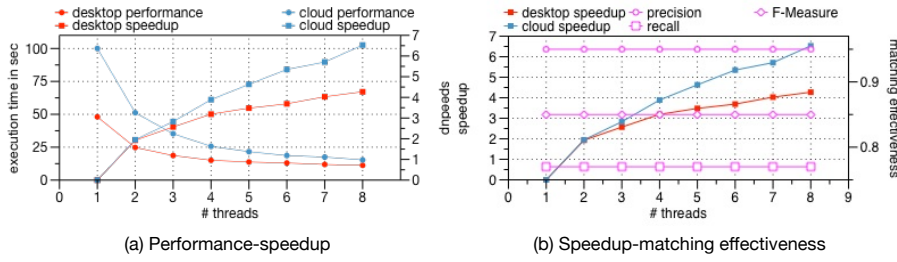 desktop performance cloud performance
desktop speedup cloud speedup
execution time in sec
100
75
50
25
0
7
6
5
4
3
2
1
0
speedup
0 1 2 3 4 5 6 7 8
# threads
(a) Performance-speedup
desktop speedup precision F-Measure
cloud speedup recall
speedup
7
6
5
4
3
2
1
0
0.9
0.8
matching effectiveness
0 1 2 3 4 5 6 7 8 9
# threads
(b) Speedup-matching effectiveness